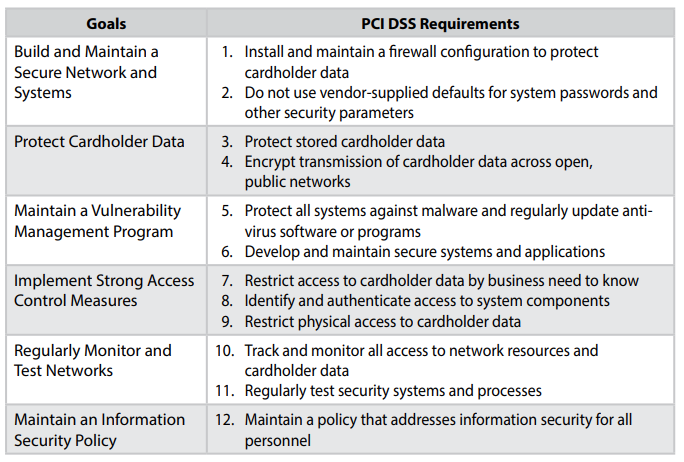 Goals
PCI DSS Requirements
Build and Maintain a
Secure Network and
Systems
1. Install and maintain a firewall configuration to protect
cardholder data
2. Do not use vendor-supplied defaults for system passwords and
other security parameters
Protect Cardholder Data
3. Protect stored cardholder data
4. Encrypt transmission of cardholder data across open,
public networks
Maintain a Vulnerability
Management Program
5. Protect all systems against malware and regularly update anti-
virus software or programs
6. Develop and maintain secure systems and applications
Implement Strong Access
Control Measures
7. Restrict access to cardholder data by business need to know
8. Identify and authenticate access to system components
9. Restrict physical access to cardholder data
Regularly Monitor and
Test Networks
10. Track and monitor all access to network resources and
cardholder data
11. Regularly test security systems and processes
Maintain an Information
Security Policy
12. Maintain a policy that addresses information security for all
personnel